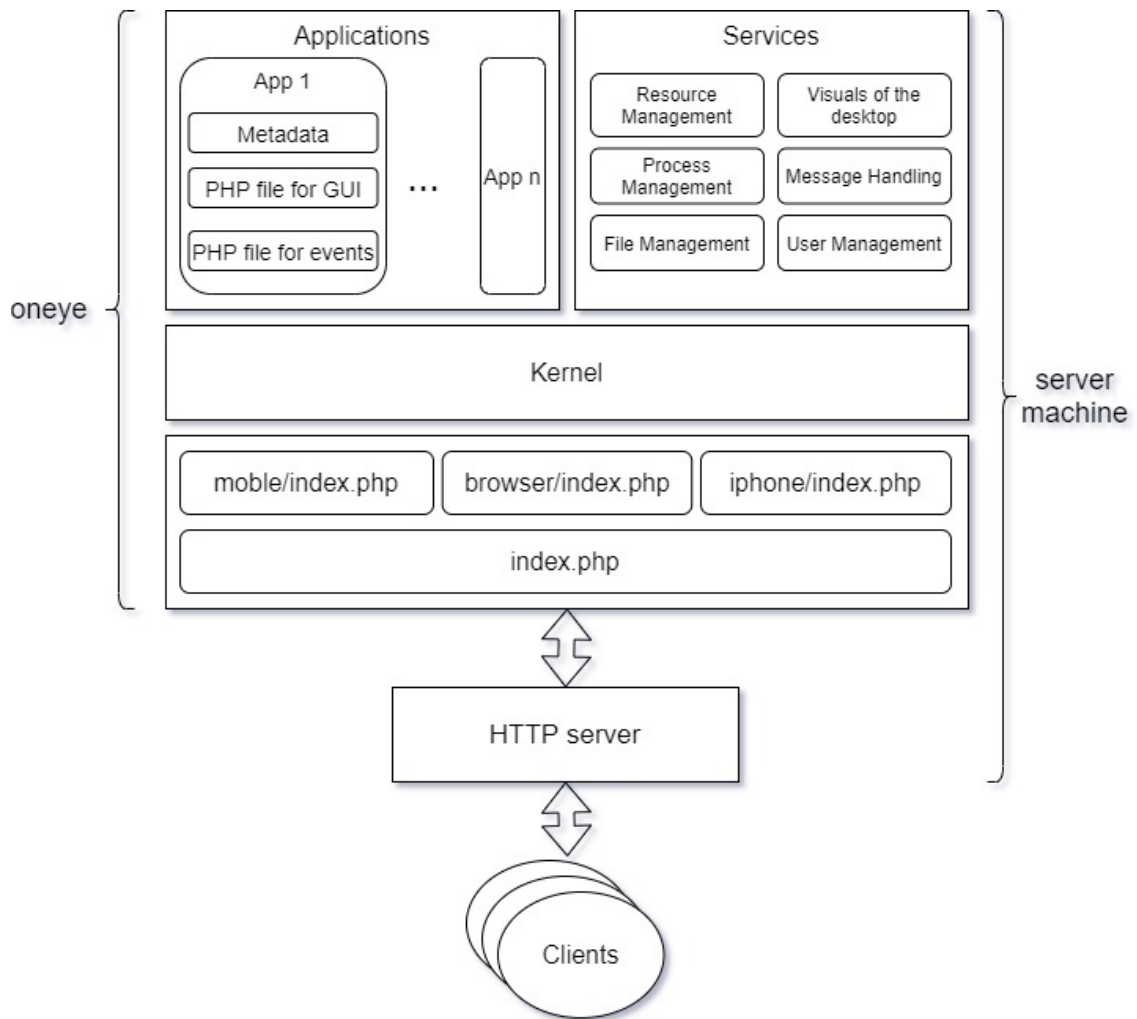 Applications
App 1
Metadata
PHP file for GUI
PHP file for events
...
App n
Services
Resource
Management
Visuals of the
desktop
Process
Management
Message Handling
File Management
User Management
oneye
Kernel
server
machine
moble/index.php
browser/index.php
iphone/index.php
index.php
HTTP server
Clients